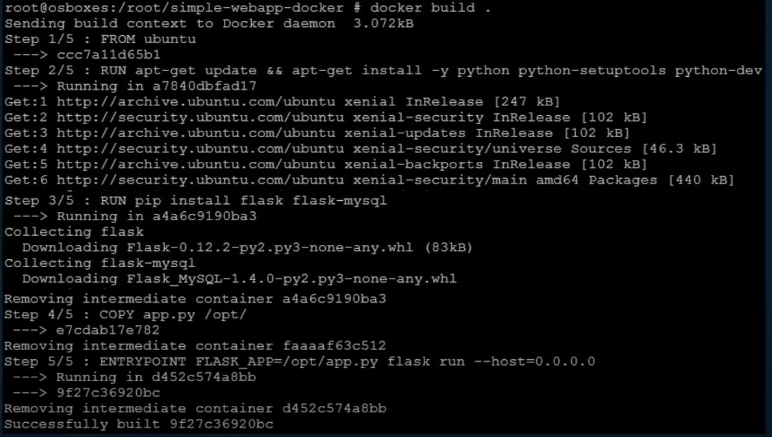 root@osboxes:/root/simple-webapp-docker # docker build .
Sending build context to Docker daemon  3.072kB
Step 1/5 : FROM ubuntu
 ---> ccc7a11d65b1
Step 2/5 : RUN apt-get update && apt-get install -y python python-setuptools python-dev
 ---> Running in a7840dbfad17
Get:1 http://archive.ubuntu.com/ubuntu xenial InRelease [247 kB]
Get:2 http://security.ubuntu.com/ubuntu xenial-security InRelease [102 kB]
Get:3 http://archive.ubuntu.com/ubuntu xenial-updates InRelease [102 kB]
Get:4 http://security.ubuntu.com/ubuntu xenial-security/universe Sources [46.3 kB]
Get:5 http://archive.ubuntu.com/ubuntu xenial-backports InRelease [102 kB]
Get:6 http://security.ubuntu.com/ubuntu xenial-security/main amd64 Packages [440 kB]
Step 3/5 : RUN pip install flask flask-mysql
 ---> Running in a4a6c9190ba3
Collecting flask
  Downloading Flask-0.12.2-py2.py3-none-any.whl (83kB)
Collecting flask-mysql
  Downloading Flask_MySQL-1.4.0-py2.py3-none-any.whl
Removing intermediate container a4a6c9190ba3
Step 4/5 : COPY app.py /opt/
 ---> e7cdab17e782
Removing intermediate container faaaaf63c512
Step 5/5 : ENTRYPOINT FLASK_APP=/opt/app.py flask run --host=0.0.0.0
 ---> Running in d452c574a8bb
 ---> 9f27c36920bc
Removing intermediate container d452c574a8bb
Successfully built 9f27c36920bc